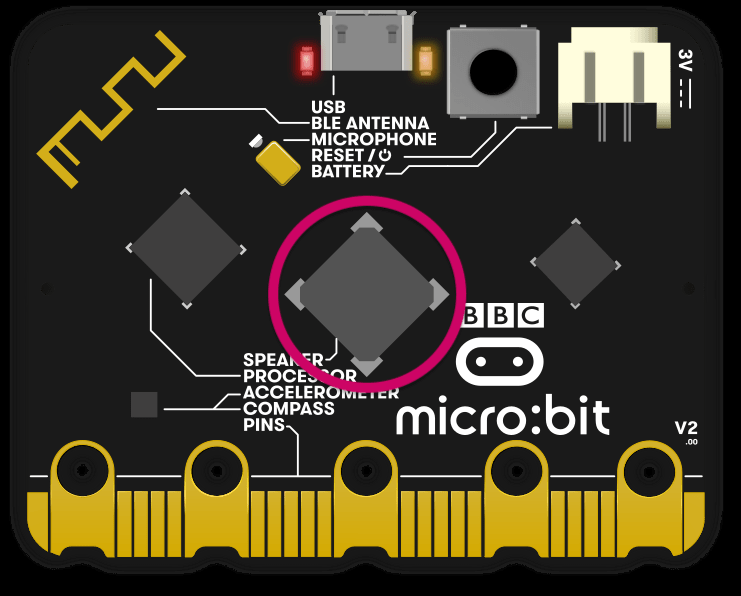 3V
USB
BLE ANTENNA
MICROPHONE
RESET /⏻
BATTERY
SPEAKER
PROCESSOR
ACCELEROMETER
COMPASS
PINS
BBC
micro:bit
V2
.00